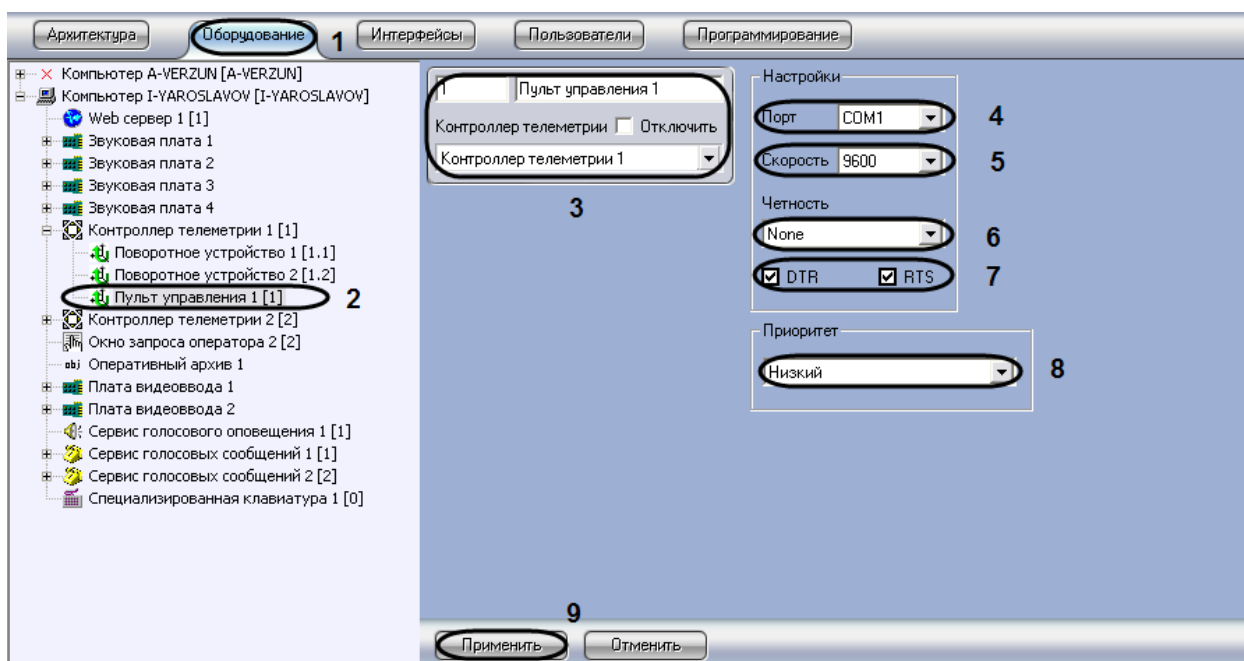 Архитектура
Оборудование
1
Интерфейсы
Пользователи
Программирование
Компьютер A-VERZUN [A-VERZUN]
Компьютер I-YAROSLAVOV [I-YAROSLAVOV]
Web сервер 1 [1]
Звуковая плата 1
Звуковая плата 2
Звуковая плата 3
Звуковая плата 4
Контроллер телеметрии 1 [1]
Поворотное устройство 1 [1.1]
Поворотное устройство 2 [1.2]
Пульт управления 1 [1]
2
Контроллер телеметрии 2 [2]
Окно запроса оператора 2 [2]
obj Оперативный архив 1
Плата видеоввода 1
Плата видеоввода 2
Сервис голосового оповещения 1 [1]
Сервис голосовых сообщений 1 [1]
Сервис голосовых сообщений 2 [2]
Специализированная клавиатура 1 [0]
1 Пульт управления 1
Контроллер телеметрии Отключить
Контроллер телеметрии 1
3
Настройки
Порт COM1 4
Скорость 9600 5
Четность
None 6
DTR RTS 7
Приоритет
Низкий 8
9
Применить
Отменить